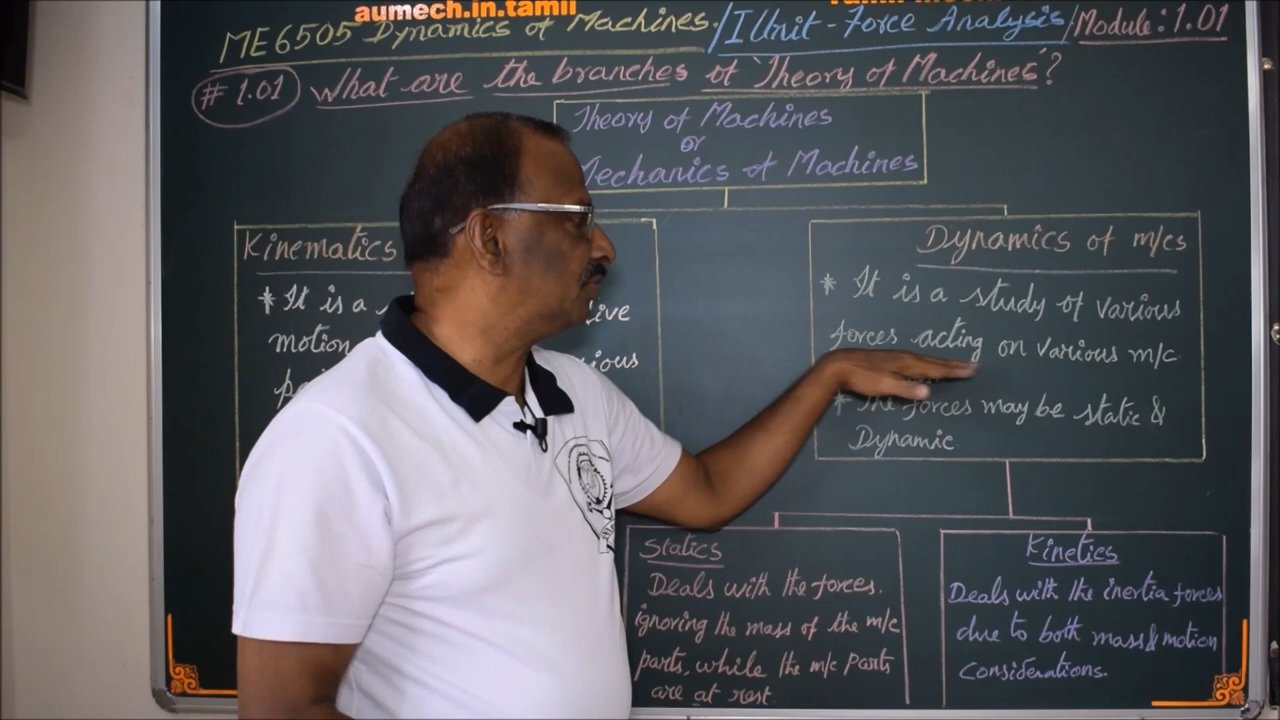 aumech.in.tamil
ME6505 Dynamics of Machines / I Unit - Force Analysis / Module: 1.01
# 1.01 What are the branches of 'Theory of Machines'?
Theory of Machines
or
Mechanics of Machines
Kinematics
* It is a
motion
Dynamics of m/cs
* It is a study of various
forces acting on various m/c
* The forces may be static &
Dynamic
Statics
Deals with the forces.
ignoring the mass of the m/c
parts, while the m/c parts
are at rest
Kinetics
Deals with the inertia forces
due to both mass & motion
Considerations.